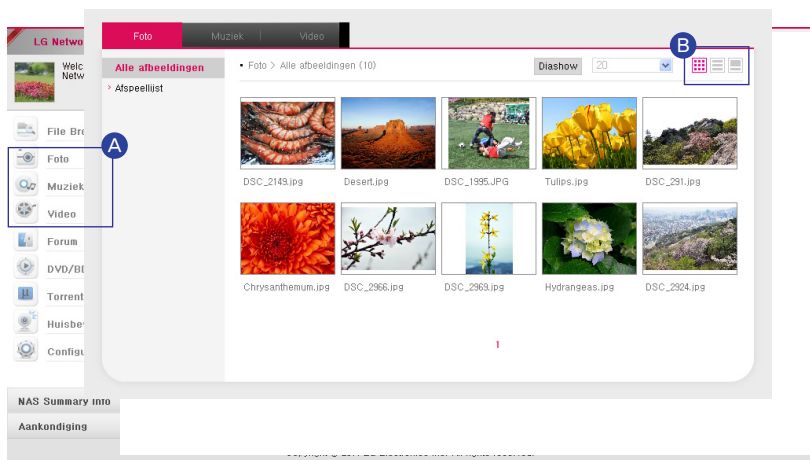 Foto Muziek Video
B
LG Netwo
Welc
Netw
Alle afbeeldingen
Afspeellijst
• Foto > Alle afbeeldingen (10)
Diashow 20
A
File Bro
Foto
Muziek
Video
Forum
DVD/Bl
Torrent
Huisbe
Configu
DSC_2149.jpg Desert.jpg DSC_1995.JPG Tulips.jpg DSC_291.jpg
Chrysanthemum.jpg DSC_2966.jpg DSC_2969.jpg Hydrangeas.jpg DSC_2924.jpg
1
NAS Summary Info
Aankondiging